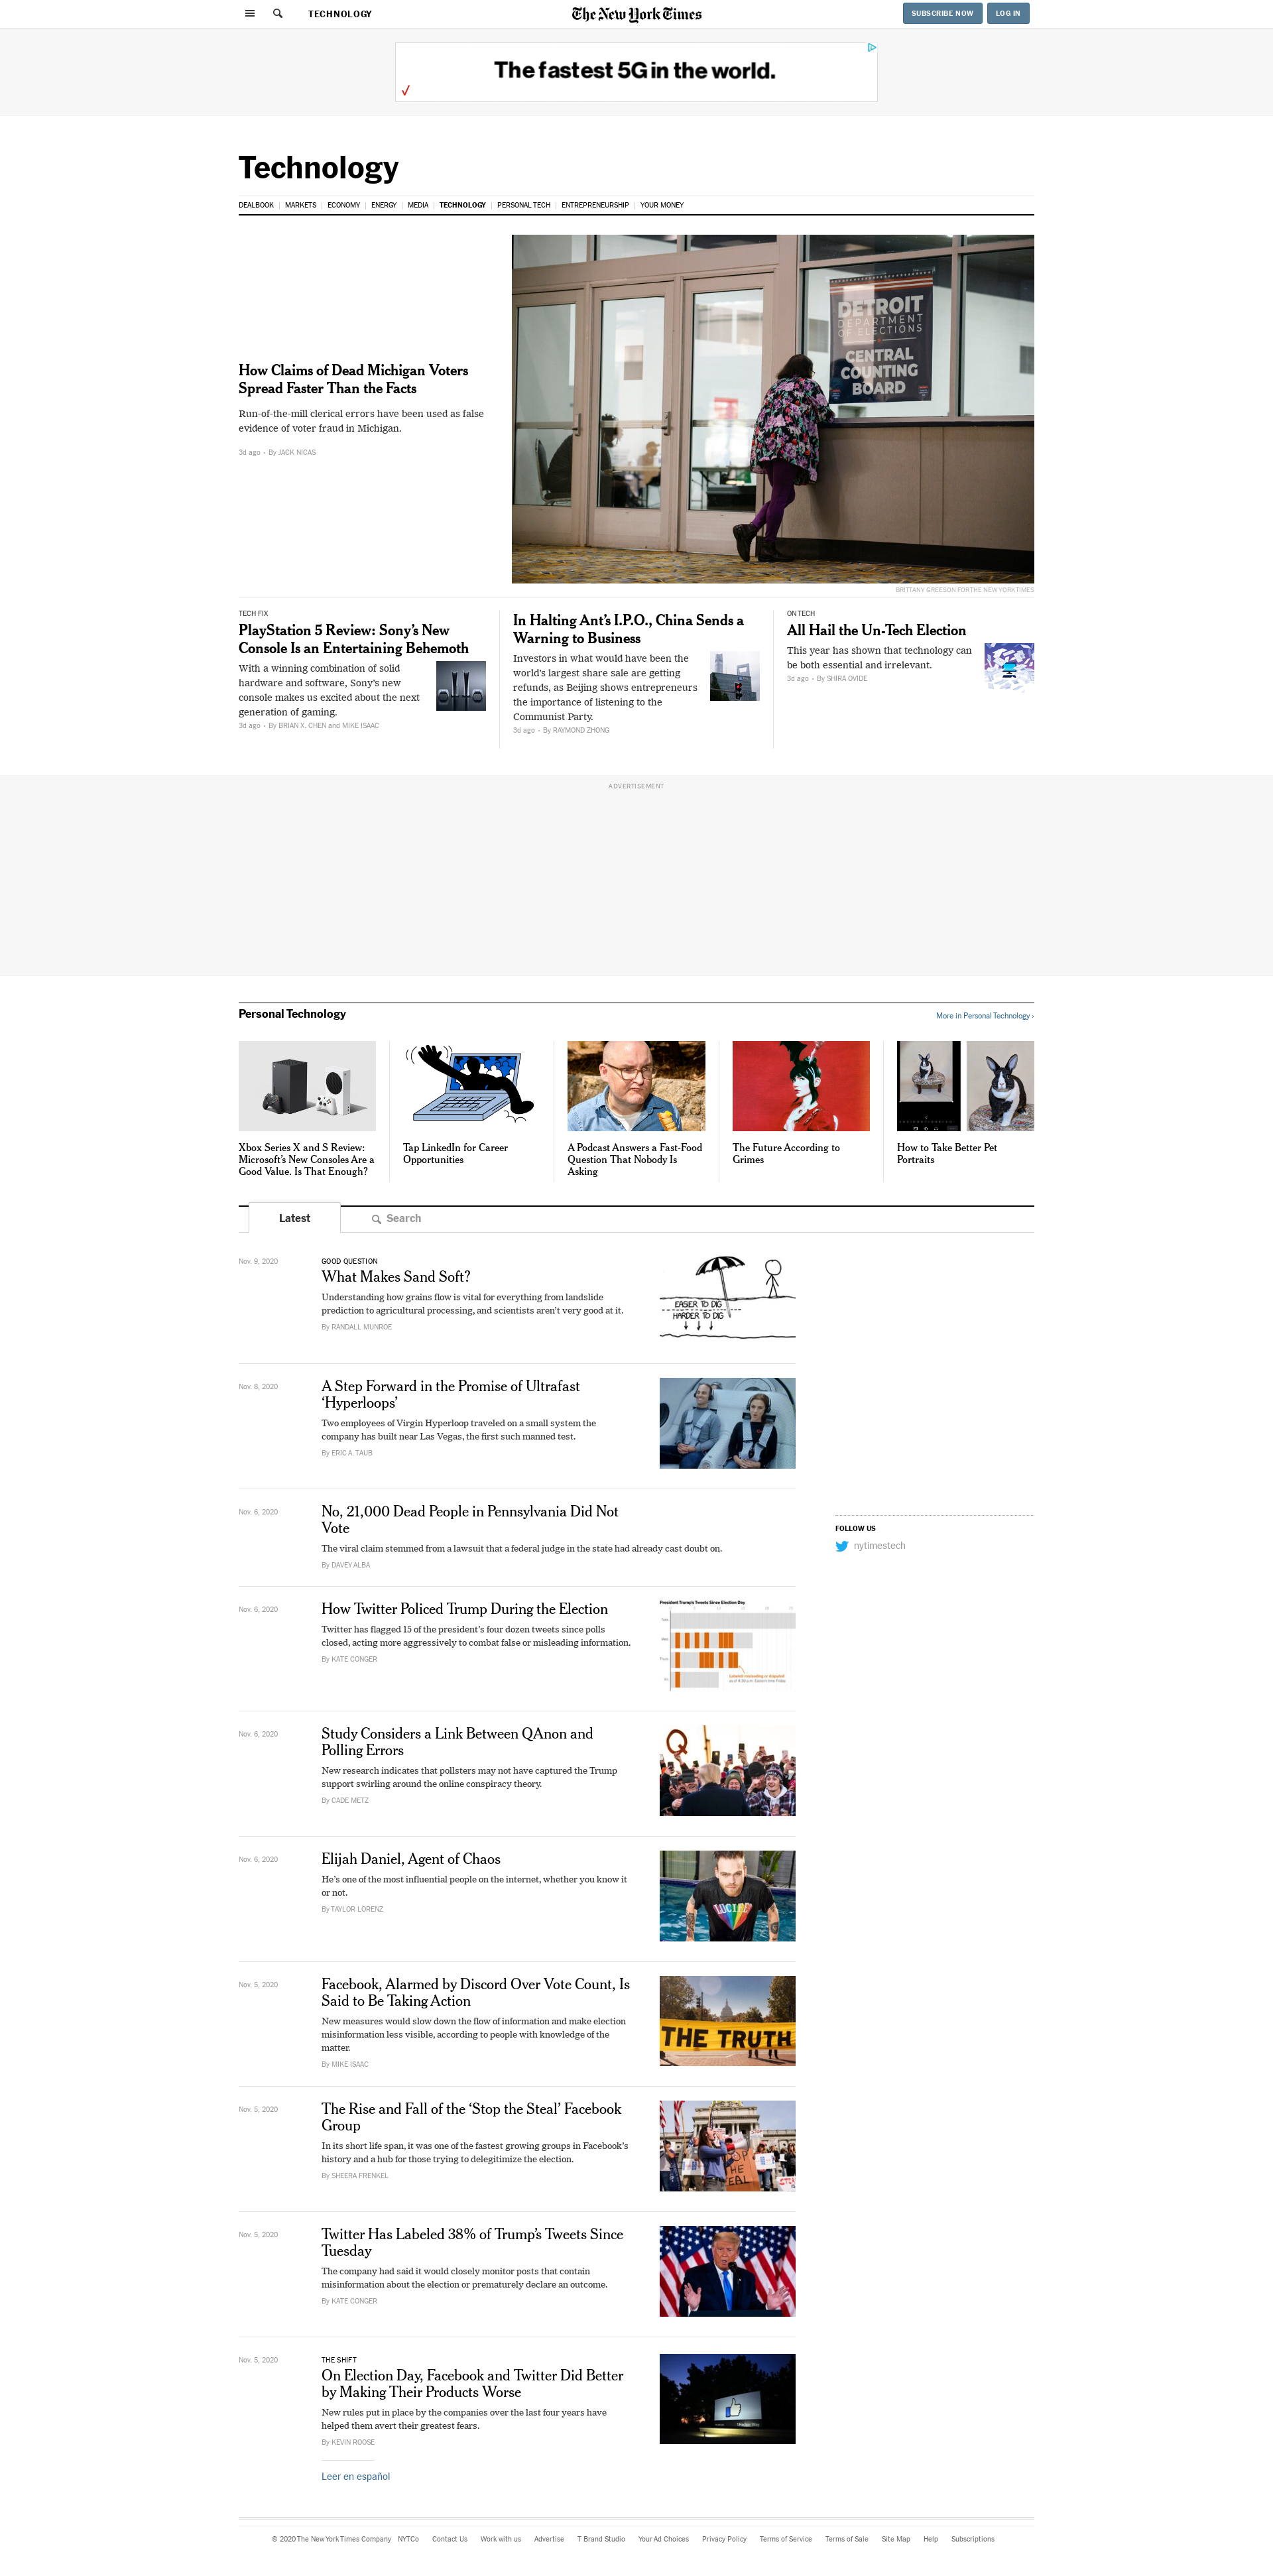 TECHNOLOGY
The New York Times
SUBSCRIBE NOW
LOG IN
The fastest 5G in the world.
Technology
DEALBOOK | MARKETS | ECONOMY | ENERGY | MEDIA | TECHNOLOGY | PERSONAL TECH | ENTREPRENEURSHIP | YOUR MONEY
How Claims of Dead Michigan Voters
Spread Faster Than the Facts
Run-of-the-mill clerical errors have been used as false
evidence of voter fraud in Michigan.
3d ago • By JACK NICAS
DETROIT
DEPARTMENT
OF ELECTIONS
CENTRAL
COUNTING
BOARD
BRITTANY GREESON FOR THE NEW YORK TIMES
TECH FIX
PlayStation 5 Review: Sony’s New
Console Is an Entertaining Behemoth
With a winning combination of solid
hardware and software, Sony’s new
console makes us excited about the next
generation of gaming.
3d ago • By BRIAN X. CHEN and MIKE ISAAC
In Halting Ant’s I.P.O., China Sends a
Warning to Business
Investors in what would have been the
world’s largest share sale are getting
refunds, as Beijing shows entrepreneurs
the importance of listening to the
Communist Party.
3d ago • By RAYMOND ZHONG
ON TECH
All Hail the Un-Tech Election
This year has shown that technology can
be both essential and irrelevant.
3d ago • By SHIRA OVIDE
ADVERTISEMENT
Personal Technology
More in Personal Technology ›
Xbox Series X and S Review:
Microsoft’s New Consoles Are a
Good Value. Is That Enough?
Tap LinkedIn for Career
Opportunities
A Podcast Answers a Fast-Food
Question That Nobody Is
Asking
The Future According to
Grimes
How to Take Better Pet
Portraits
Latest
Search
Nov. 9, 2020
GOOD QUESTION
What Makes Sand Soft?
Understanding how grains flow is vital for everything from landslide
prediction to agricultural processing, and scientists aren’t very good at it.
By RANDALL MUNROE
EASIER TO DIG
HARDER TO DIG
Nov. 8, 2020
A Step Forward in the Promise of Ultrafast
‘Hyperloops’
Two employees of Virgin Hyperloop traveled on a small system the
company has built near Las Vegas, the first such manned test.
By ERIC A. TAUB
FOLLOW US
nytimestech
Nov. 6, 2020
No, 21,000 Dead People in Pennsylvania Did Not
Vote
The viral claim stemmed from a lawsuit that a federal judge in the state had already cast doubt on.
By DAVEY ALBA
Nov. 6, 2020
How Twitter Policed Trump During the Election
Twitter has flagged 15 of the president’s four dozen tweets since polls
closed, acting more aggressively to combat false or misleading information.
By KATE CONGER
President Trump's Tweets Since Election Day
Nov. 6, 2020
Study Considers a Link Between QAnon and
Polling Errors
New research indicates that pollsters may not have captured the Trump
support swirling around the online conspiracy theory.
By CADE METZ
Q
Nov. 6, 2020
Elijah Daniel, Agent of Chaos
He’s one of the most influential people on the internet, whether you know it
or not.
By TAYLOR LORENZ
Nov. 5, 2020
Facebook, Alarmed by Discord Over Vote Count, Is
Said to Be Taking Action
New measures would slow down the flow of information and make election
misinformation less visible, according to people with knowledge of the
matter.
By MIKE ISAAC
THE TRUTH
Nov. 5, 2020
The Rise and Fall of the ‘Stop the Steal’ Facebook
Group
In its short life span, it was one of the fastest growing groups in Facebook’s
history and a hub for those trying to delegitimize the election.
By SHEERA FRENKEL
Nov. 5, 2020
Twitter Has Labeled 38% of Trump’s Tweets Since
Tuesday
The company had said it would closely monitor posts that contain
misinformation about the election or prematurely declare an outcome.
By KATE CONGER
Nov. 5, 2020
THE SHIFT
On Election Day, Facebook and Twitter Did Better
by Making Their Products Worse
New rules put in place by the companies over the last four years have
helped them avert their greatest fears.
By KEVIN ROOSE
Leer en español
© 2020 The New York Times Company NYTCo Contact Us Work with us Advertise T Brand Studio Your Ad Choices Privacy Policy Terms of Service Terms of Sale Site Map Help Subscriptions